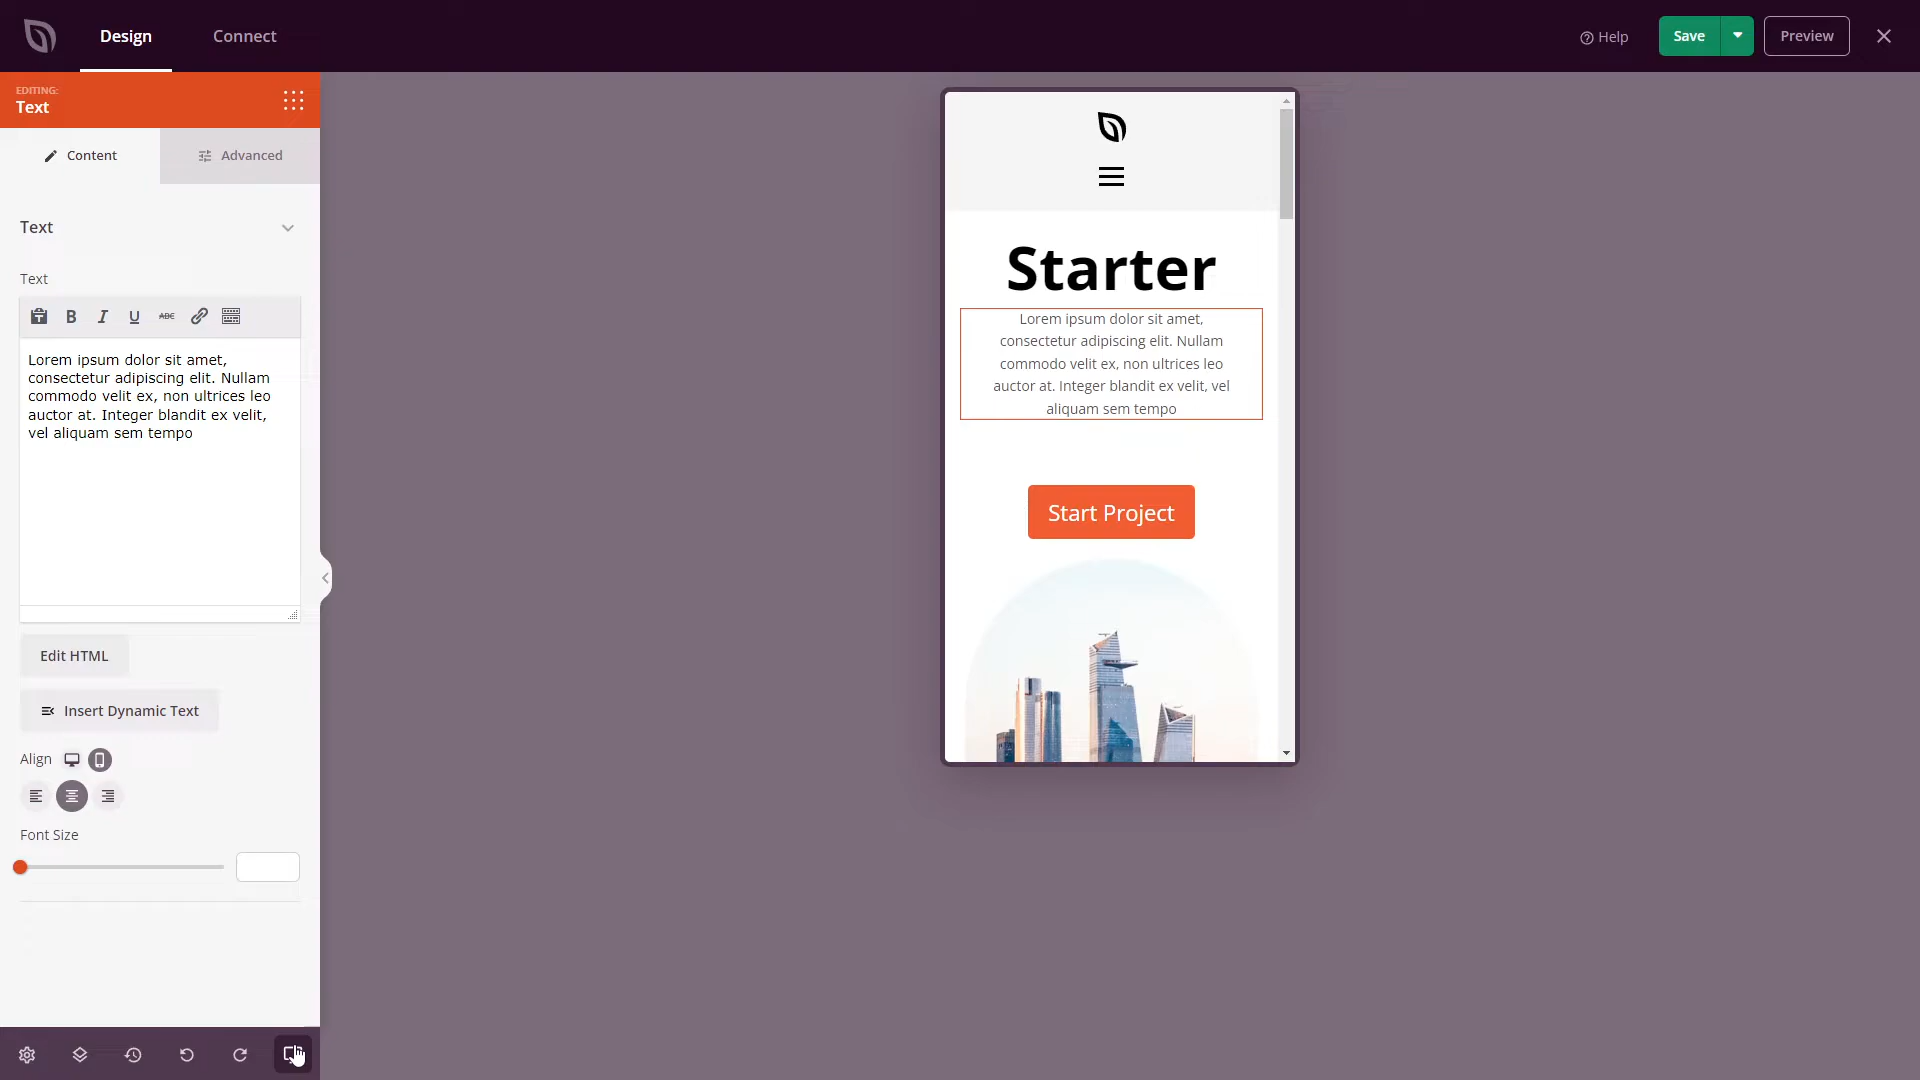 Design
Connect
Help
Save
Preview
EDITING:
Text
Content
Advanced
Text
Text
B I U ABC
Lorem ipsum dolor sit amet,
consectetur adipiscing elit. Nullam
commodo velit ex, non ultrices leo
auctor at. Integer blandit ex velit,
vel aliquam sem tempo
Edit HTML
Insert Dynamic Text
Align
Font Size
Starter
Lorem ipsum dolor sit amet,
consectetur adipiscing elit. Nullam
commodo velit ex, non ultrices leo
auctor at. Integer blandit ex velit, vel
aliquam sem tempo
Start Project